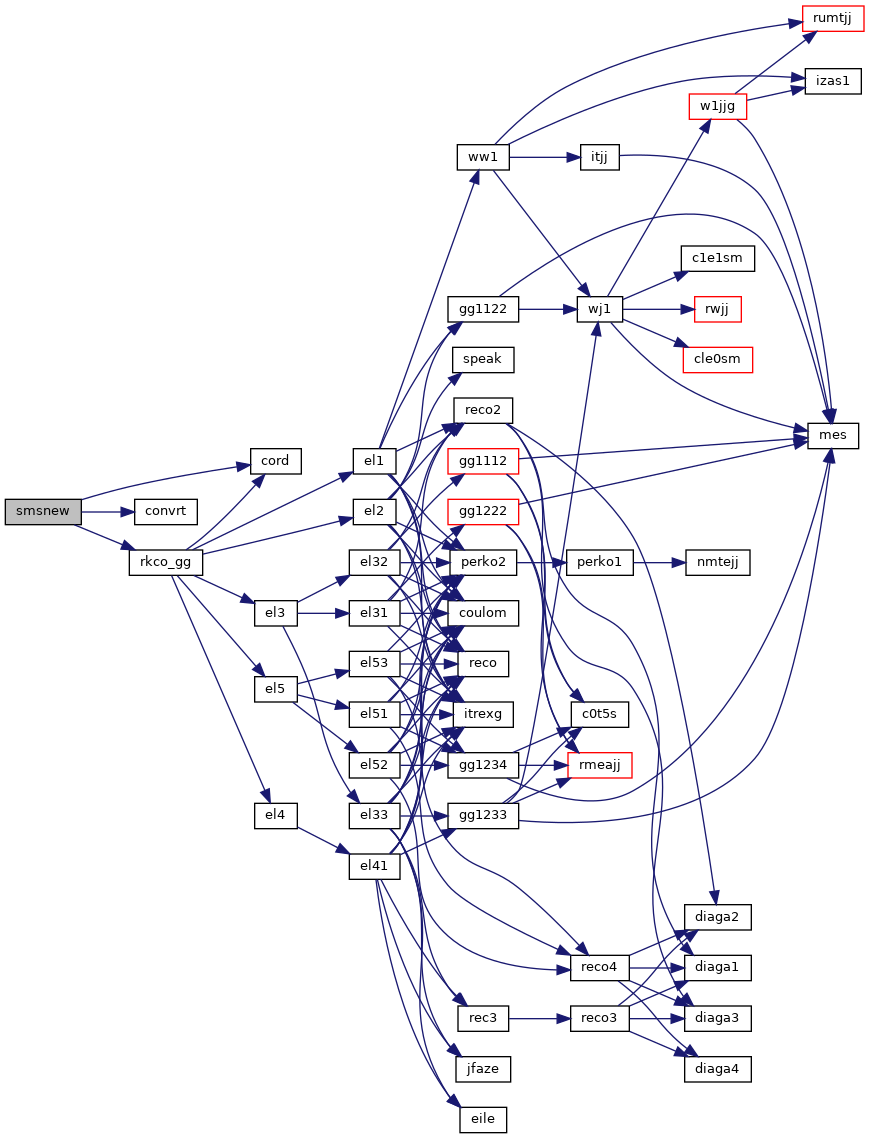 rumtjj
izas1
w1jjg
ww1
itjj
c1e1sm
gg1122
wj1
rwjj
speak
cle0sm
reco2
mes
cord
el1
gg1112
smsnew
convrt
el2
gg1222
rkco_gg
el32
perko2
perko1
nmtejj
el3
el31
coulom
el53
reco
el5
el51
itrexg
c0t5s
el52
gg1234
rmeajj
el4
el33
gg1233
el41
diaga2
reco4
diaga1
rec3
reco3
diaga3
jfaze
diaga4
eile